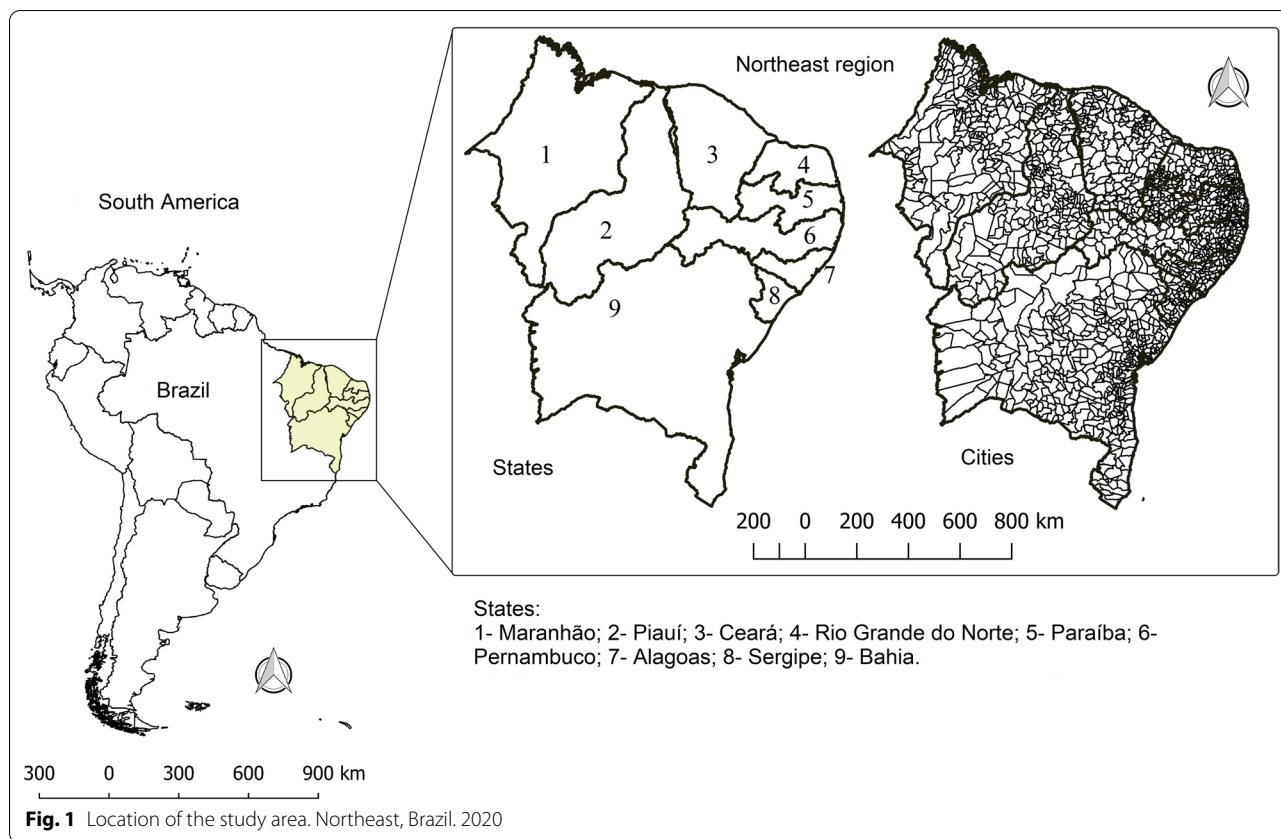 South America
Brazil
300 0 300 600 900 km
Northeast region
1
2
3
4
5
6
7
8
9
States
Cities
200 0 200 400 600 800 km
States:
1- Maranhão; 2- Piauí; 3- Ceará; 4- Rio Grande do Norte; 5- Paraíba; 6-
Pernambuco; 7- Alagoas; 8- Sergipe; 9- Bahia.
Fig. 1 Location of the study area. Northeast, Brazil. 2020